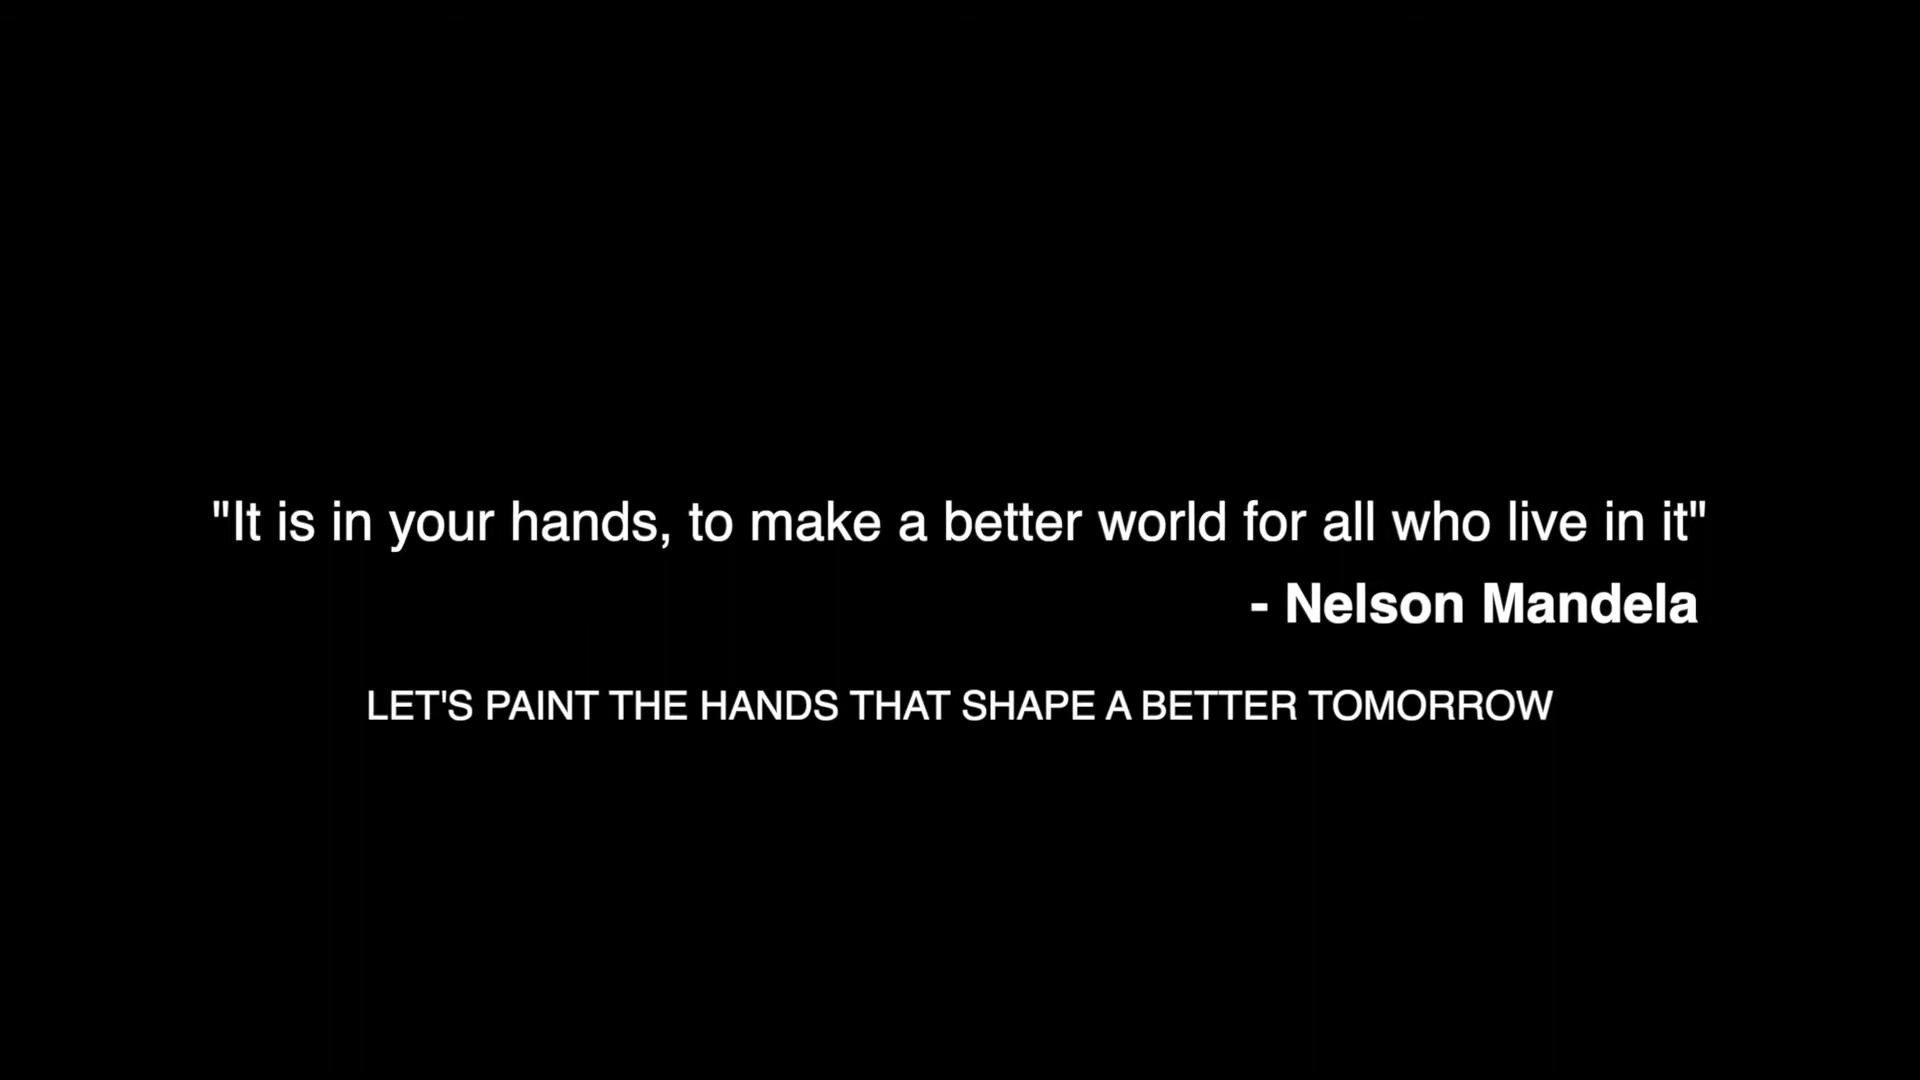 "It is in your hands, to make a better world for all who live in it"
- Nelson Mandela
LET'S PAINT THE HANDS THAT SHAPE A BETTER TOMORROW